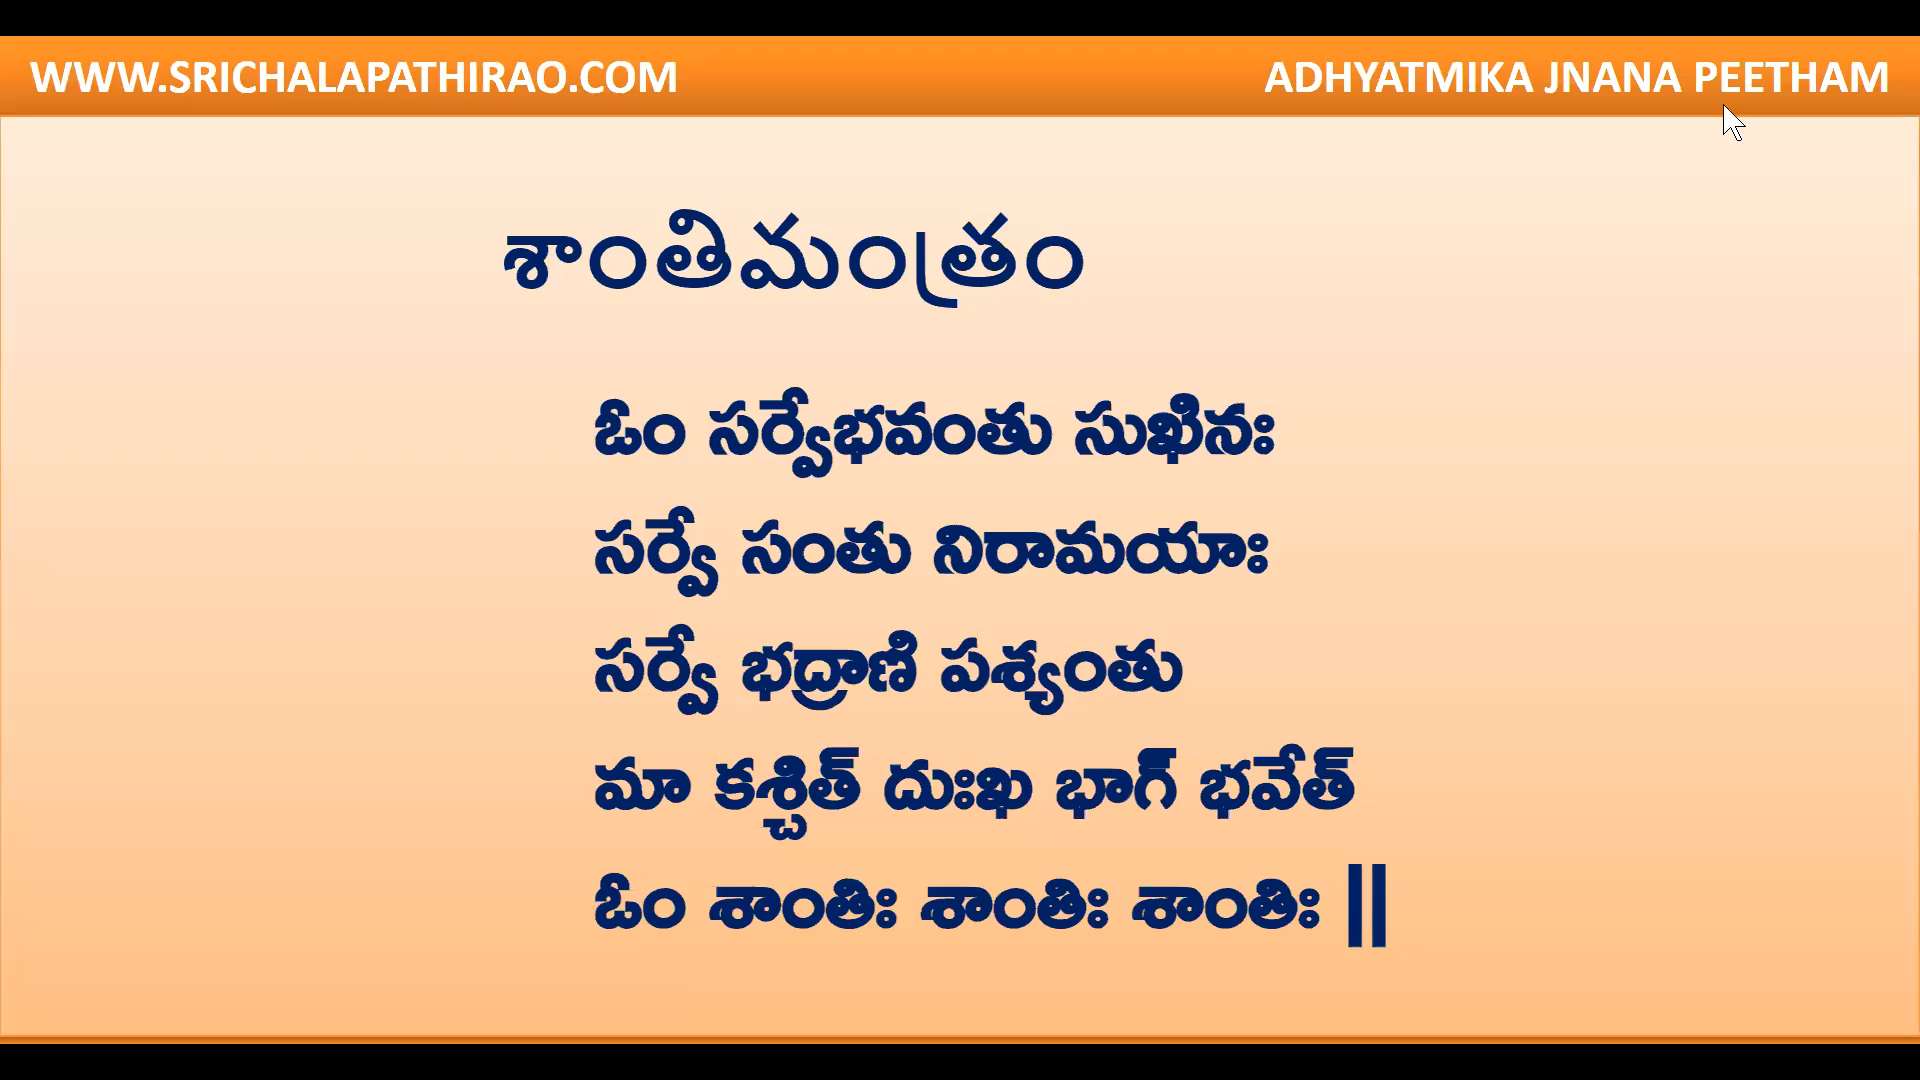 WWW.SRICHALAPATHIRAO.COM ADHYATMIKA JNANA PEETHAM
శాంతిమంత్రం
ఓం సర్వేభవంతు సుఖినః
సర్వే సంతు నిరామయాః
సర్వే భద్రాణి పశ్యంతు
మా కశ్చిత్ దుఃఖ భాగ్ భవేత్
ఓం శాంతిః శాంతిః శాంతిః ||